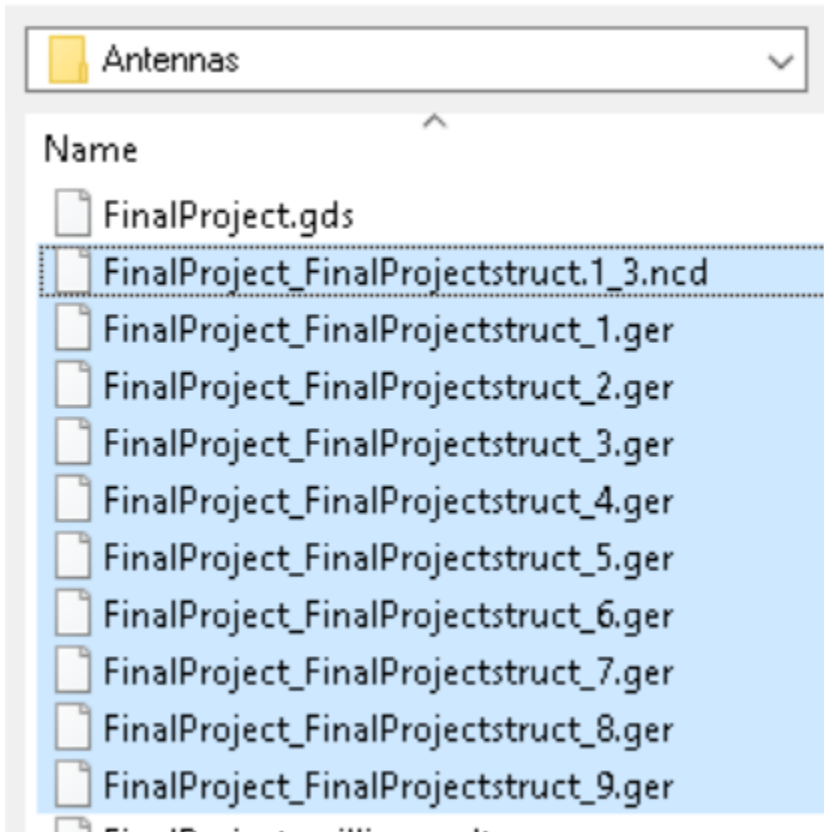 Antennas
Name
FinalProject.gds
FinalProject_FinalProjectstruct.1_3.ncd
FinalProject_FinalProjectstruct_1.ger
FinalProject_FinalProjectstruct_2.ger
FinalProject_FinalProjectstruct_3.ger
FinalProject_FinalProjectstruct_4.ger
FinalProject_FinalProjectstruct_5.ger
FinalProject_FinalProjectstruct_6.ger
FinalProject_FinalProjectstruct_7.ger
FinalProject_FinalProjectstruct_8.ger
FinalProject_FinalProjectstruct_9.ger